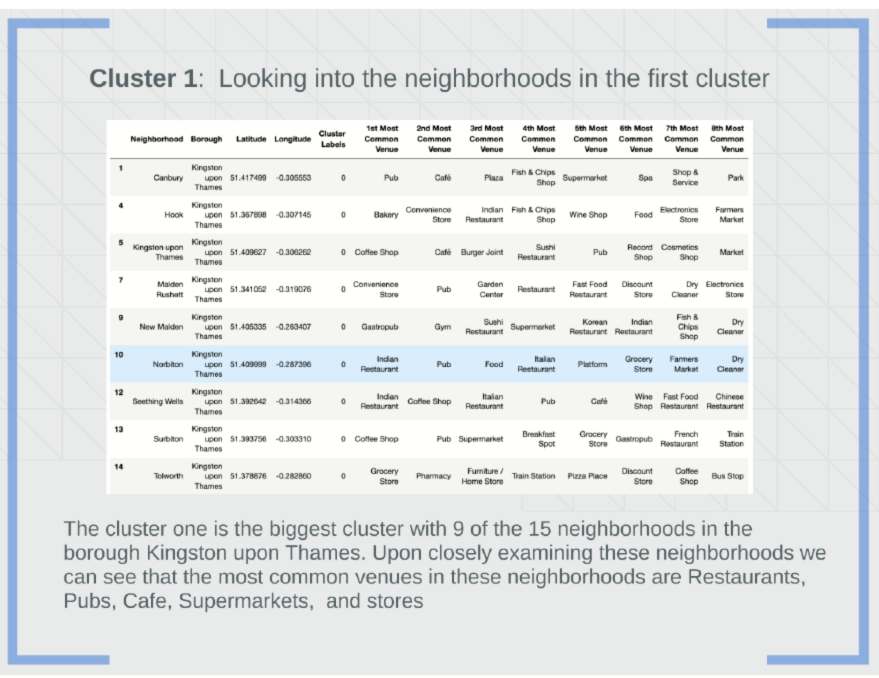 Cluster 1:  Looking into the neighborhoods in the first cluster
Neighborhood Borough Latitude Longitude Cluster Labels 1st Most Common Venue 2nd Most Common Venue 3rd Most Common Venue 4th Most Common Venue 5th Most Common Venue 6th Most Common Venue 7th Most Common Venue 8th Most Common Venue
1 Canbury Kingston upon Thames 51.417499 -0.305553 0 Pub Café Plaza Fish & Chips Shop Supermarket Spa Shop & Service Park
4 Hook Kingston upon Thames 51.367898 -0.307145 0 Bakery Convenience Store Indian Restaurant Fish & Chips Shop Wine Shop Food Electronics Store Farmers Market
5 Kingston upon Thames Kingston upon Thames 51.409627 -0.306262 0 Coffee Shop Café Burger Joint Sushi Restaurant Pub Record Shop Cosmetics Shop Market
7 Malden Rushett Kingston upon Thames 51.341052 -0.319076 0 Convenience Store Pub Garden Center Restaurant Fast Food Restaurant Discount Store Dry Cleaner Electronics Store
9 New Malden Kingston upon Thames 51.405335 -0.263407 0 Gastropub Gym Sushi Restaurant Supermarket Korean Restaurant Indian Restaurant Fish & Chips Shop Dry Cleaner
10 Norbiton Kingston upon Thames 51.409999 -0.287396 0 Indian Restaurant Pub Food Italian Restaurant Platform Grocery Store Farmers Market Dry Cleaner
12 Seething Wells Kingston upon Thames 51.392642 -0.314366 0 Indian Restaurant Coffee Shop Italian Restaurant Pub Café Wine Shop Fast Food Restaurant Chinese Restaurant
13 Surbiton Kingston upon Thames 51.393756 -0.303310 0 Coffee Shop Pub Supermarket Breakfast Spot Grocery Store Gastropub French Restaurant Train Station
14 Tolworth Kingston upon Thames 51.378876 -0.282860 0 Grocery Store Pharmacy Furniture / Home Store Train Station Pizza Place Discount Store Coffee Shop Bus Stop
The cluster one is the biggest cluster with 9 of the 15 neighborhoods in the
borough Kingston upon Thames. Upon closely examining these neighborhoods we
can see that the most common venues in these neighborhoods are Restaurants,
Pubs, Cafe, Supermarkets,  and stores